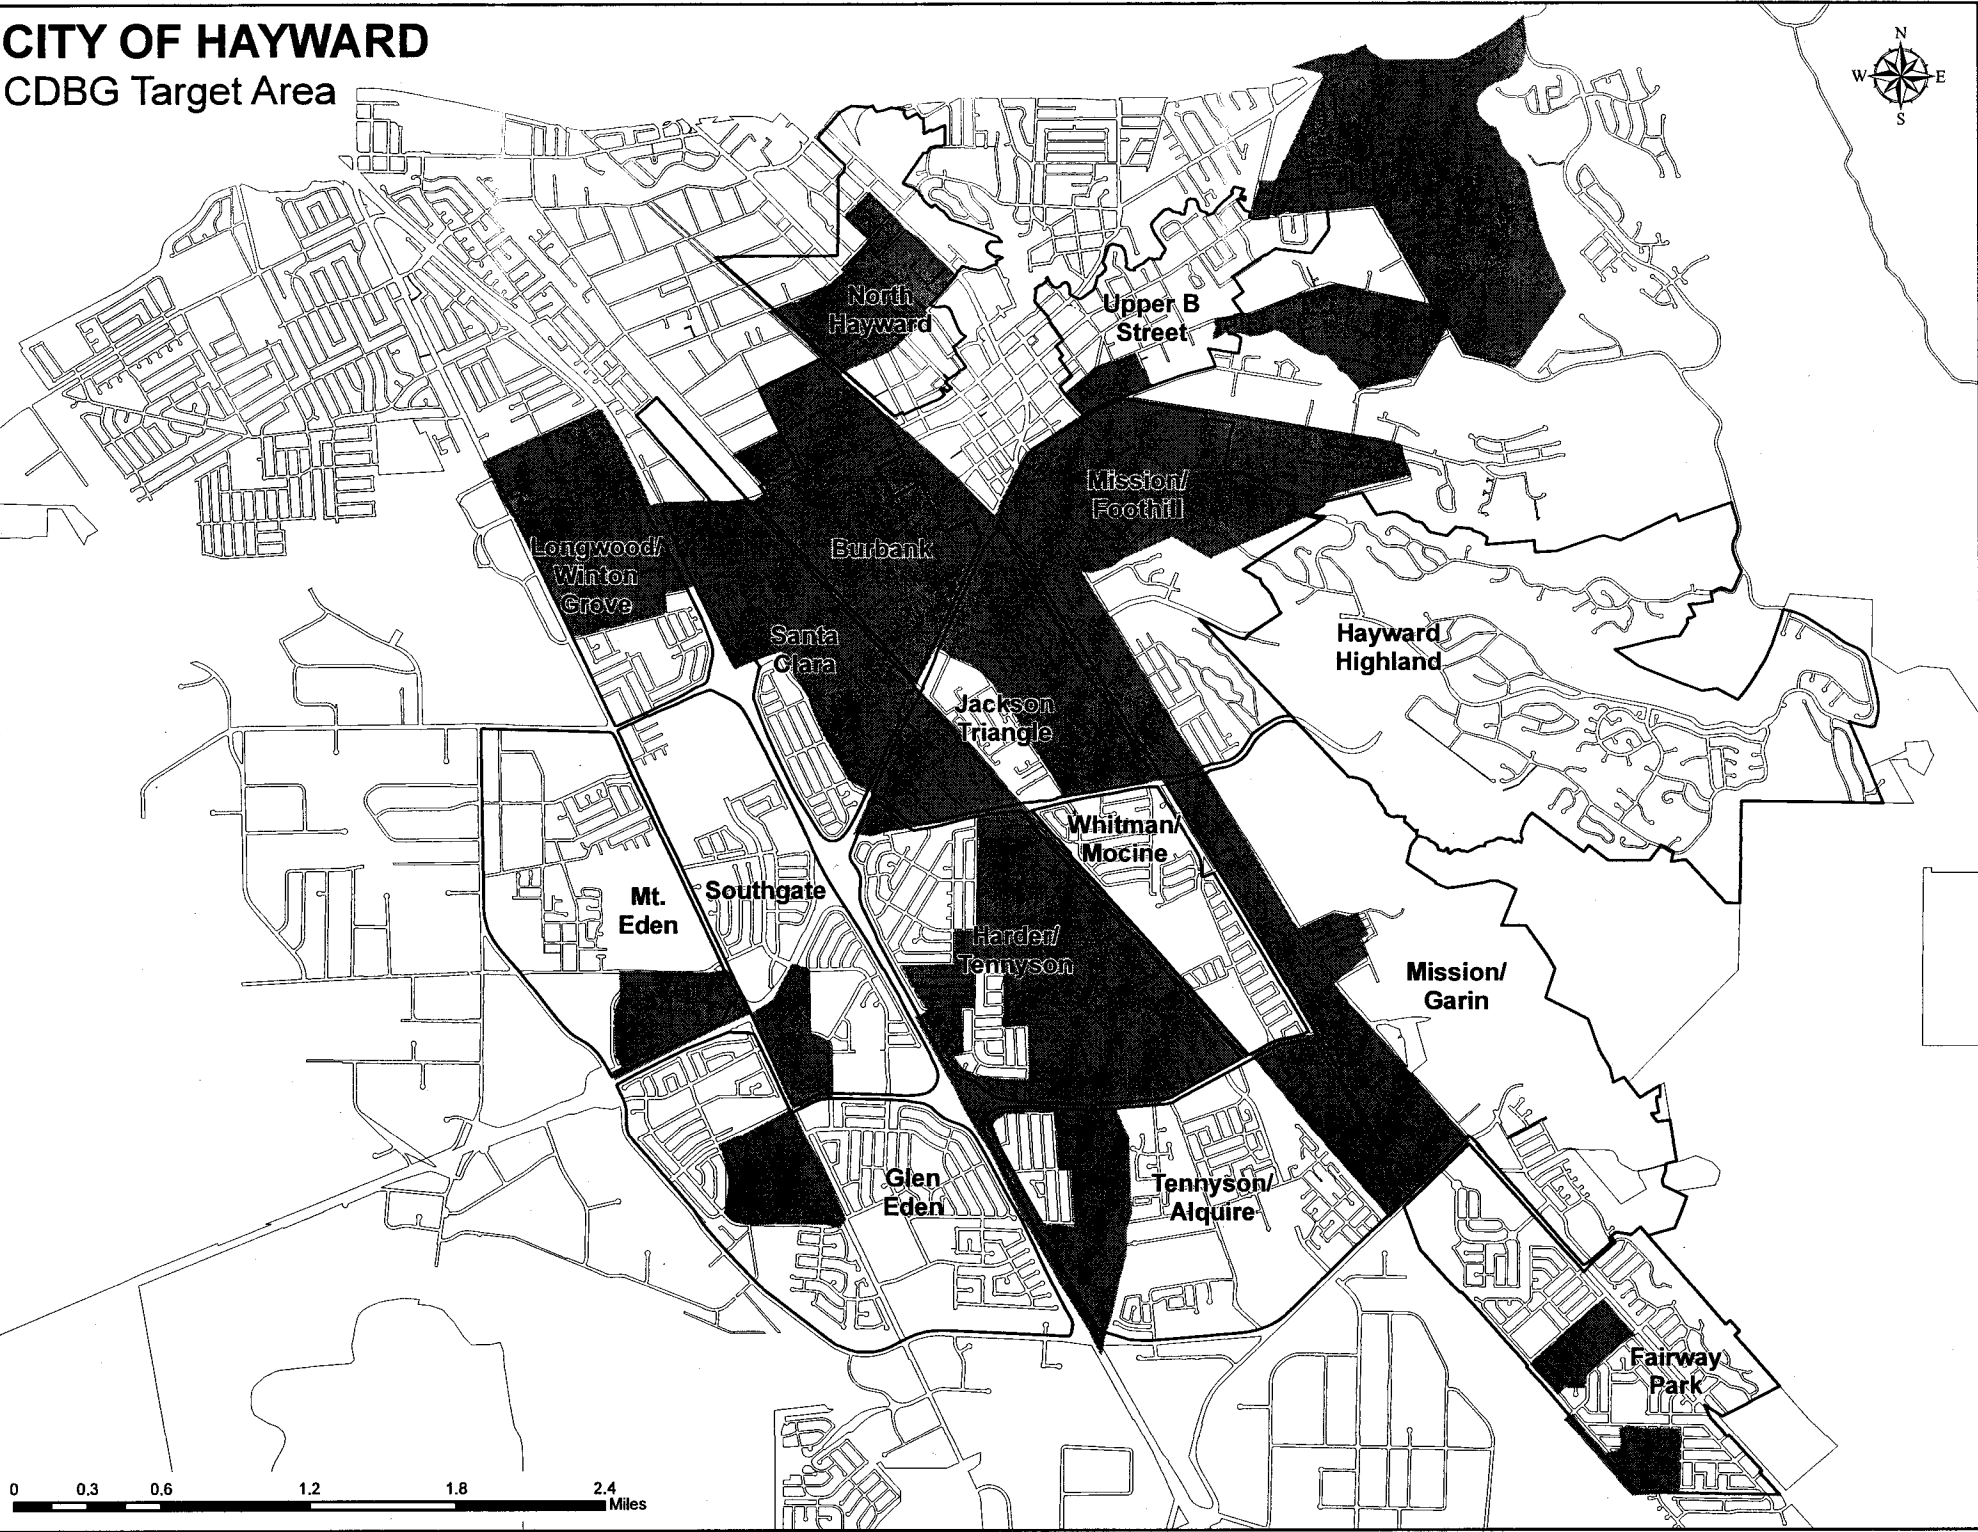 CITY OF HAYWARD
CDBG Target Area
N
W
E
S
North
Hayward
Upper B
Street
Mission/
Foothill
Longwood/
Winton
Grove
Burbank
Santa
Clara
Hayward
Highland
Jackson
Triangle
Whitman/
Mocine
Mt.
Eden
Southgate
Harder/
Tennyson
Mission/
Garin
Glen
Eden
Tennyson/
Alquire
Fairway
Park
0 0.3 0.6 1.2 1.8 2.4
Miles